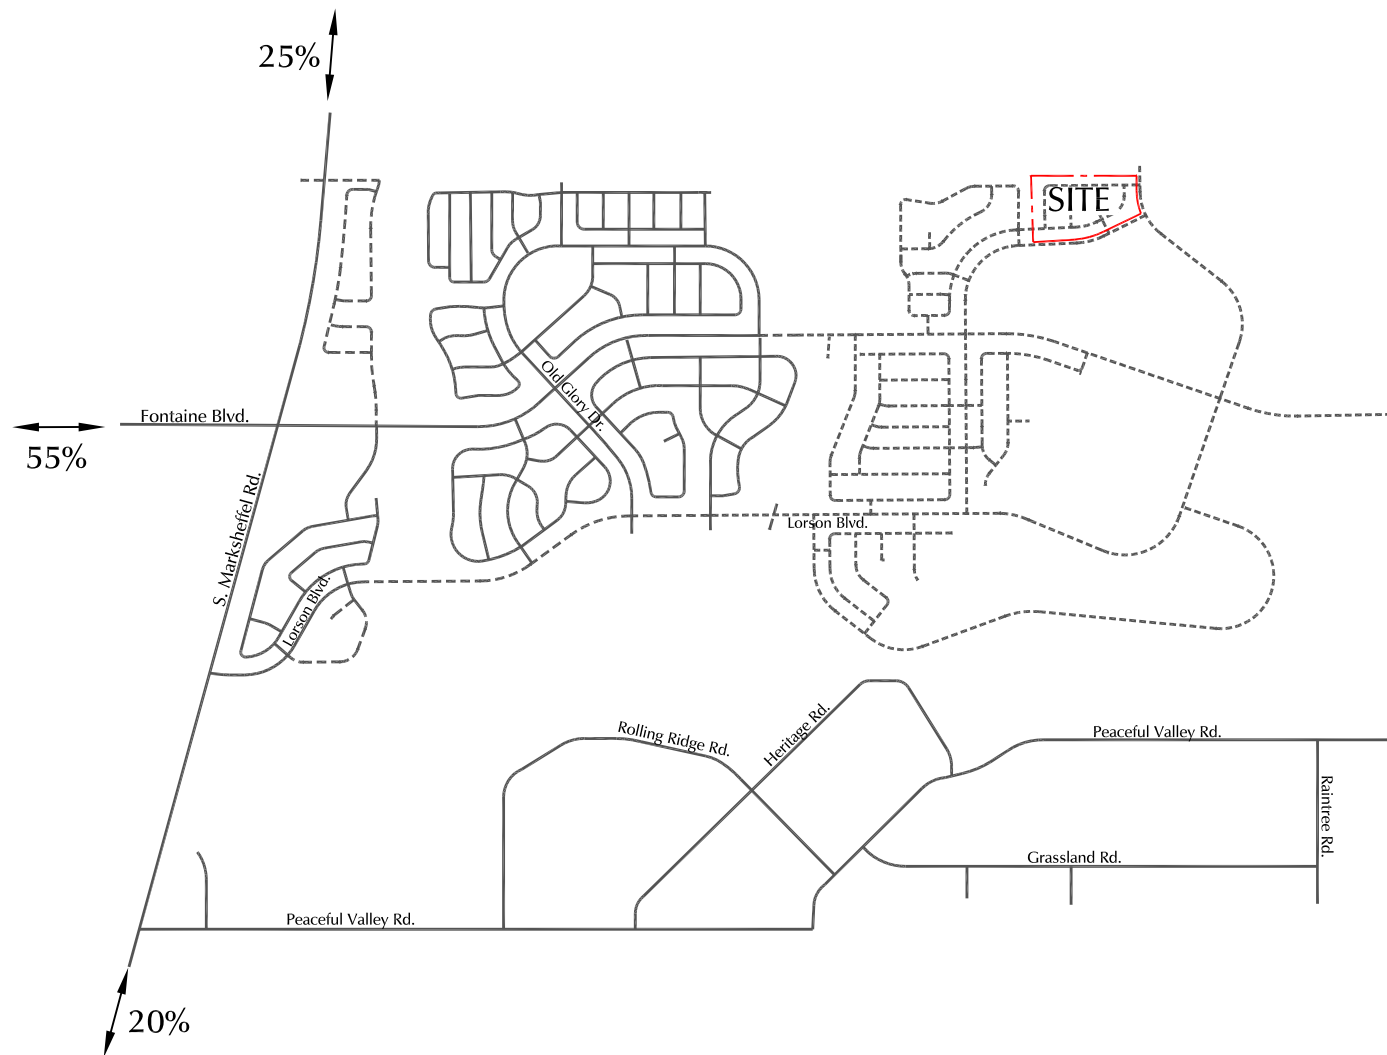 25%
SITE
Old Glory Dr.
Fontaine Blvd.
55%
S. Marksheffel Rd.
Lorson Blvd.
Lorson Blvd.
Rolling Ridge Rd.
Heritage Rd.
Peaceful Valley Rd.
Raintree Rd.
Grassland Rd.
Peaceful Valley Rd.
20%